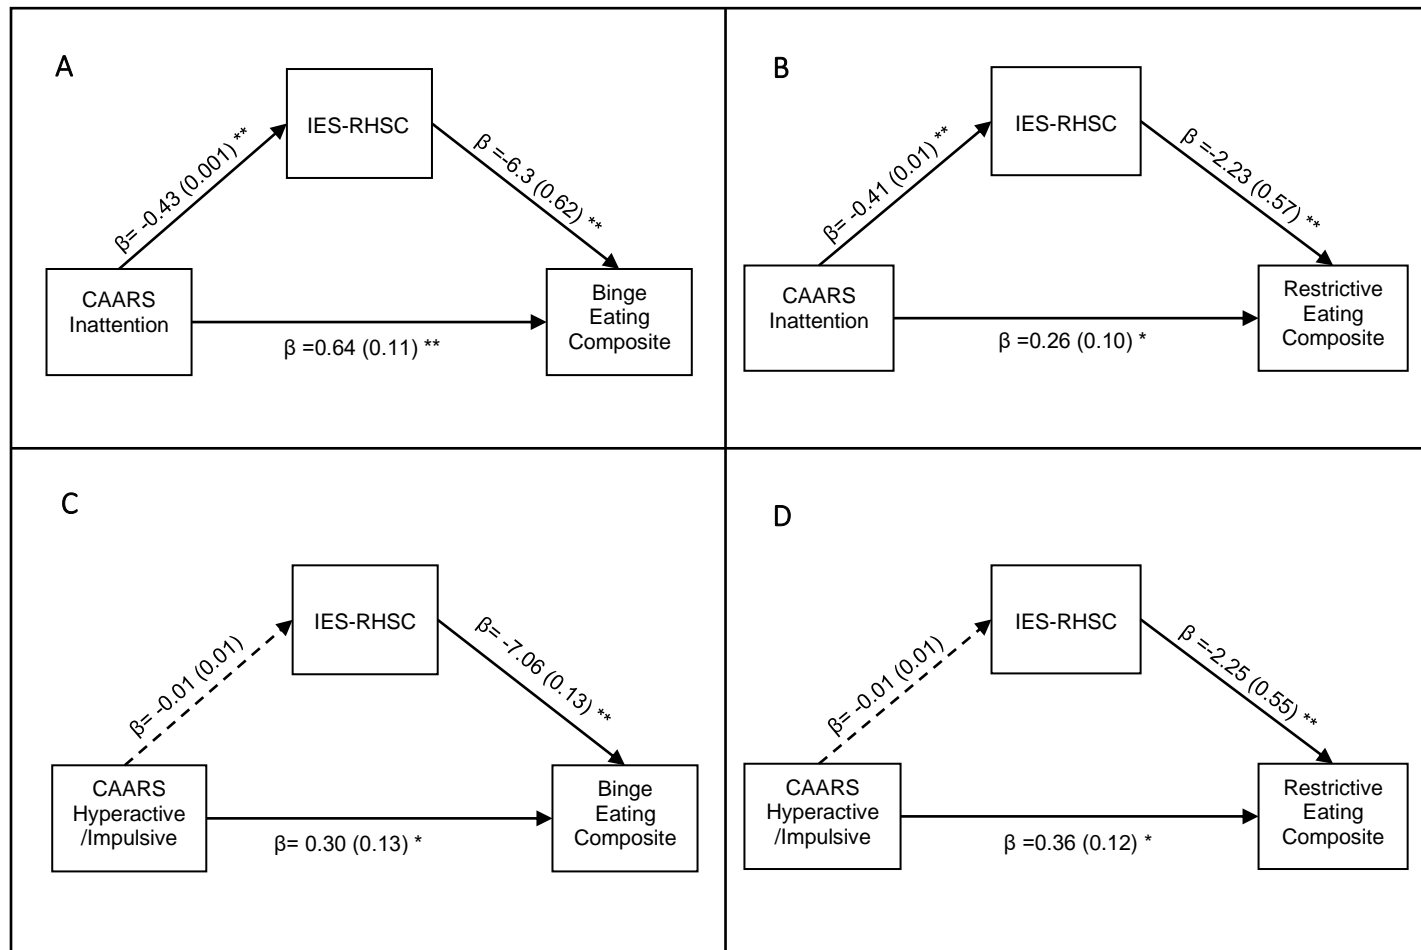 A
IES-RHSC
β= -0.43 (0.001) **
β =-6.3 (0.62) **
CAARS
Inattention
Binge
Eating
Composite
β =0.64 (0.11) **
B
IES-RHSC
β= -0.41 (0.01) **
β =-2.23 (0.57) **
CAARS
Inattention
Restrictive
Eating
Composite
β =0.26 (0.10) *
C
IES-RHSC
β= -0.01 (0.01)
β= -7.06 (0.13) **
CAARS
Hyperactive
/Impulsive
Binge
Eating
Composite
β= 0.30 (0.13) *
D
IES-RHSC
β= -0.01 (0.01)
β =-2.25 (0.55) **
CAARS
Hyperactive
/Impulsive
Restrictive
Eating
Composite
β =0.36 (0.12) *